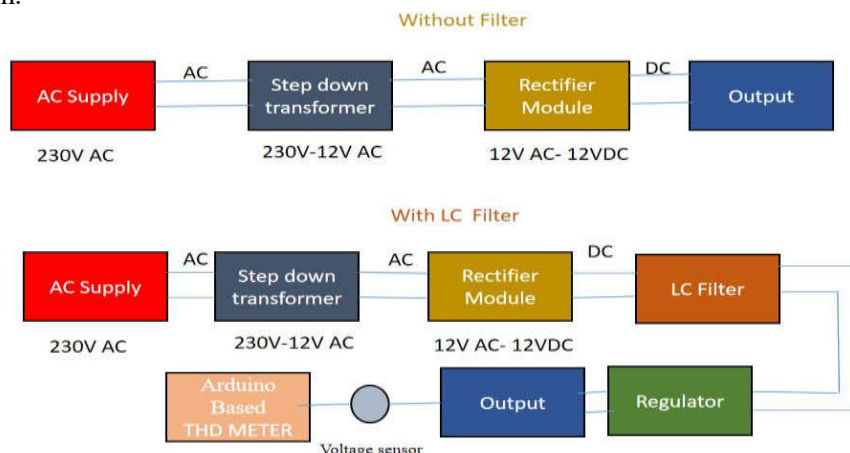 Without Filter
AC Supply
AC
Step down
transformer
AC
Rectifier
Module
DC
Output
230V AC
230V-12V AC
12V AC- 12VDC
With LC Filter
AC Supply
AC
Step down
transformer
AC
Rectifier
Module
DC
LC Filter
230V AC
230V-12V AC
12V AC- 12VDC
Arduino
Based
THD METER
Voltage sensor
Output
Regulator